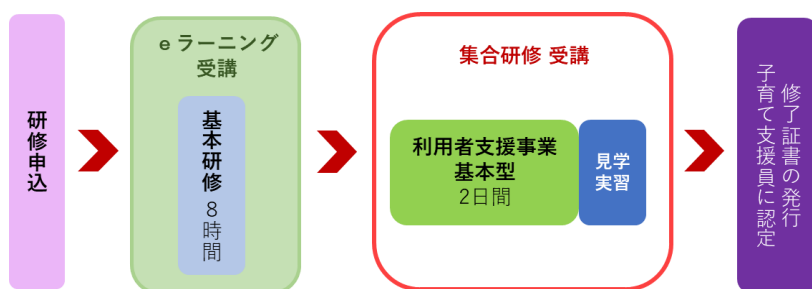 研修申込
e ラーニング
受講
基本研修
8時間
集合研修 受講
利用者支援事業
基本型
2日間
見学
実習
修了証書の発行
子育て支援員に認定